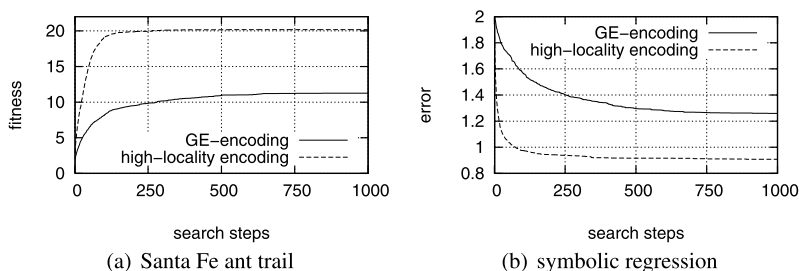 20
15
10
5
0
fitness
GE−encoding
high−locality encoding
0 250 500 750 1000
search steps
(a) Santa Fe ant trail
2
1.8
1.6
1.4
1.2
1
0.8
error
GE−encoding
high−locality encoding
0 250 500 750 1000
search steps
(b) symbolic regression